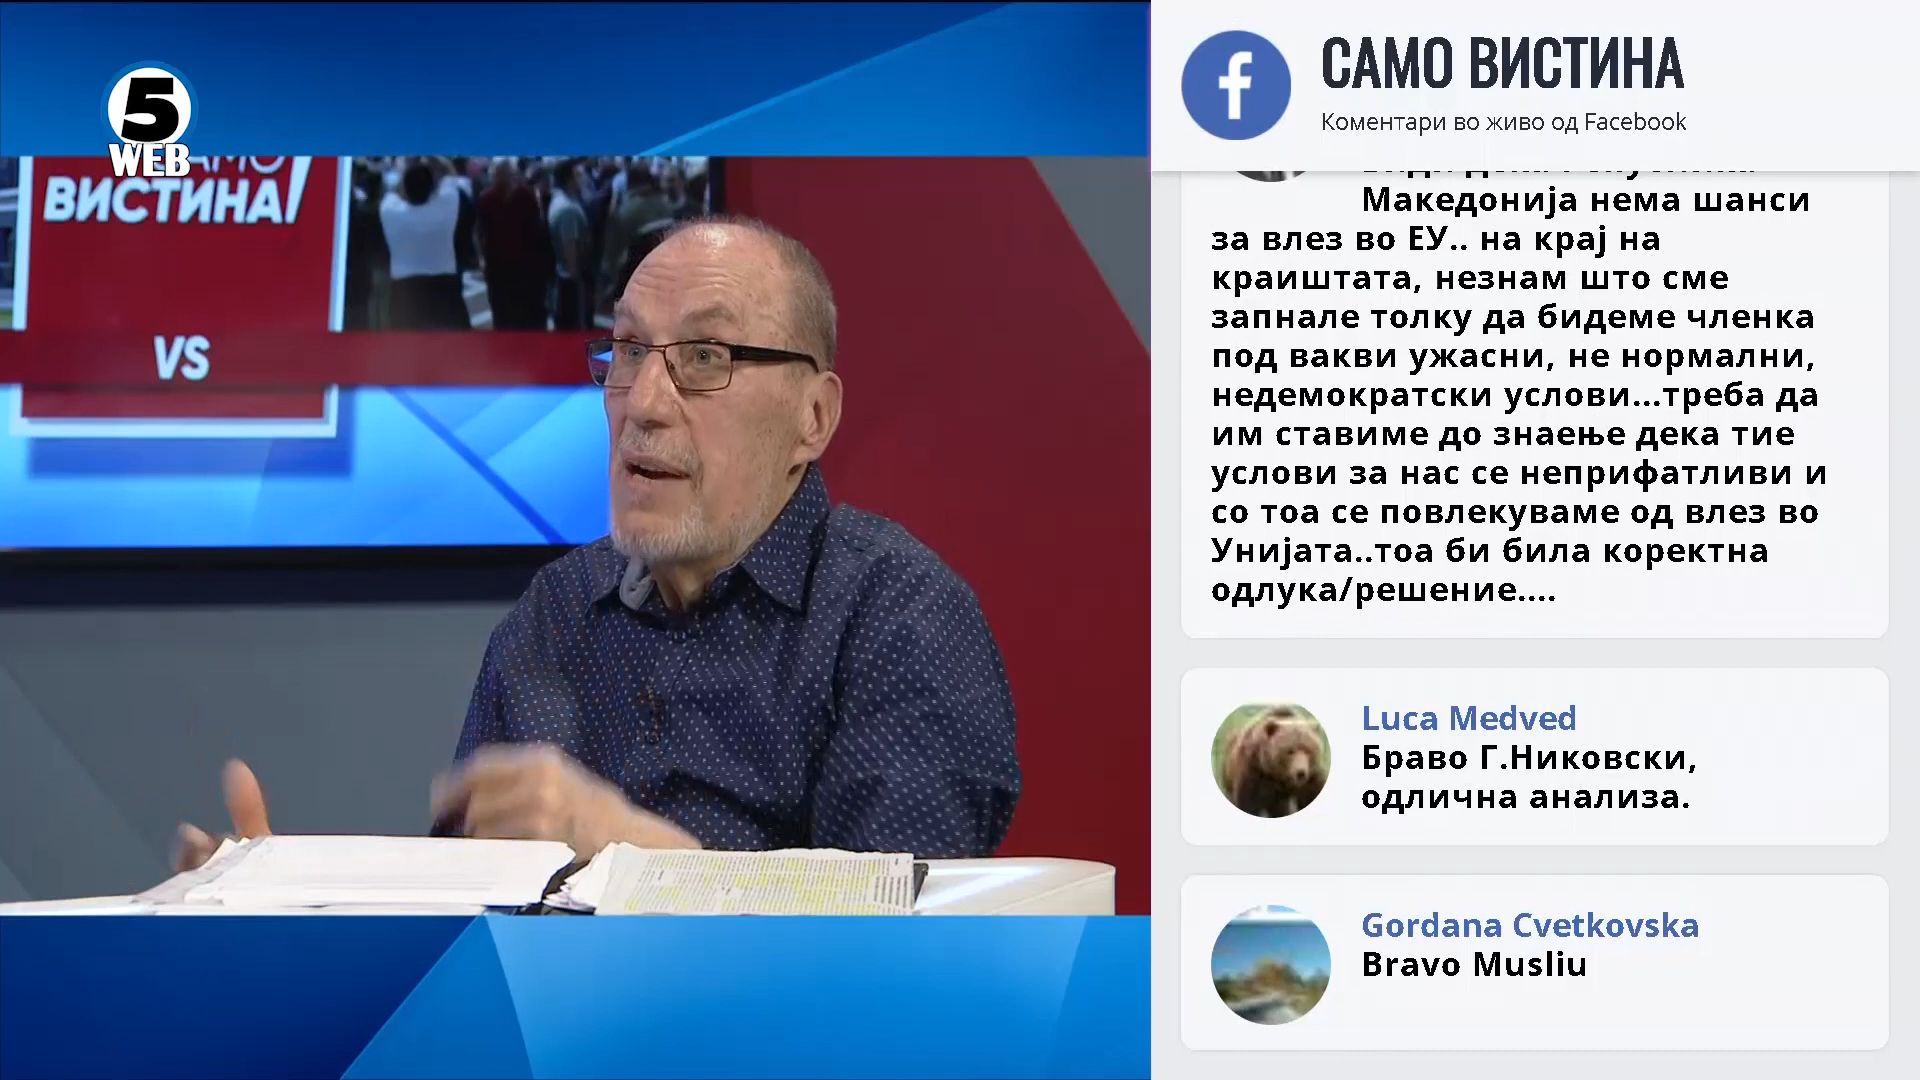 5
WEB
САМО
ВИСТИНА!
VS
САМО ВИСТИНА
Коментари во живо од Facebook
Македонија нема шанси
за влез во ЕУ.. на крај на
краиштата, незнам што сме
запнале толку да бидеме членка
под вакви ужасни, не нормални,
недемократски услови...треба да
им ставиме до знаење дека тие
услови за нас се неприфатливи и
со тоа се повлекуваме од влез во
Унијата..тоа би била коректна
одлука/решение....
Luca Medved
Браво Г.Никовски,
одлична анализа.
Gordana Cvetkovska
Bravo Musliu